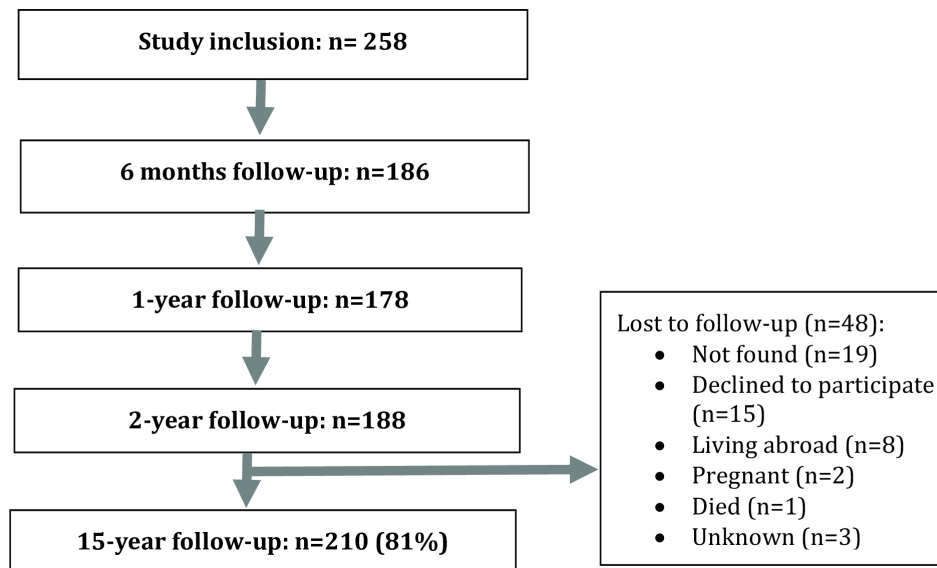 Study inclusion: n= 258
6 months follow-up: n=186
1-year follow-up: n=178
2-year follow-up: n=188
15-year follow-up: n=210 (81%)
Lost to follow-up (n=48):
• Not found (n=19)
• Declined to participate
(n=15)
• Living abroad (n=8)
• Pregnant (n=2)
• Died (n=1)
• Unknown (n=3)